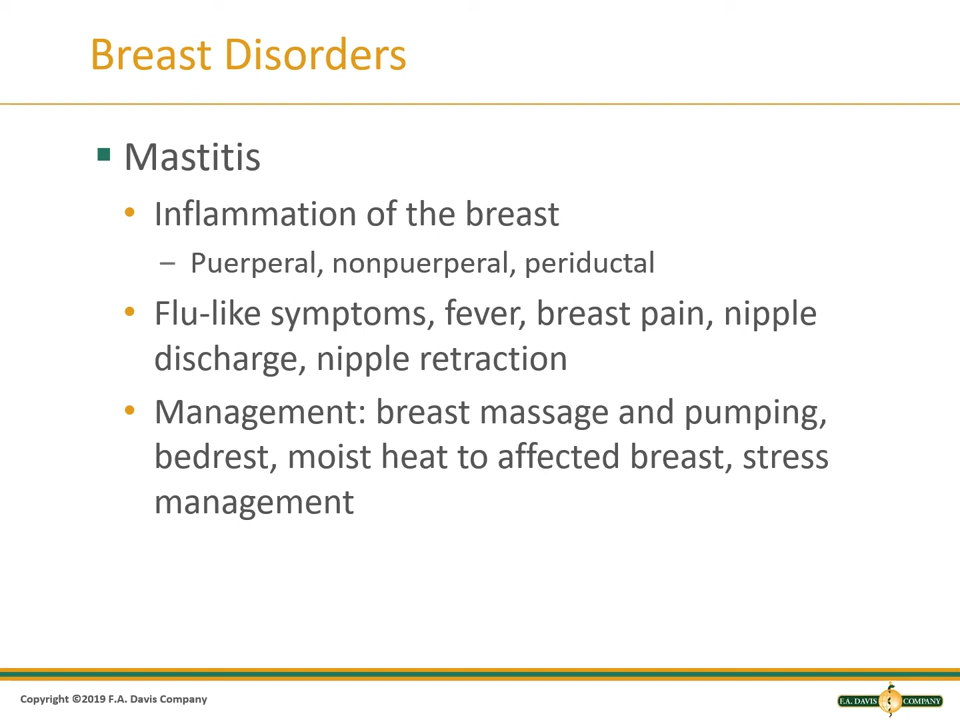 Breast Disorders
Mastitis
• Inflammation of the breast
– Puerperal, nonpuerperal, periductal
• Flu-like symptoms, fever, breast pain, nipple
discharge, nipple retraction
• Management: breast massage and pumping,
bedrest, moist heat to affected breast, stress
management
Copyright ©2019 F.A. Davis Company
F.A. DAVIS COMPANY